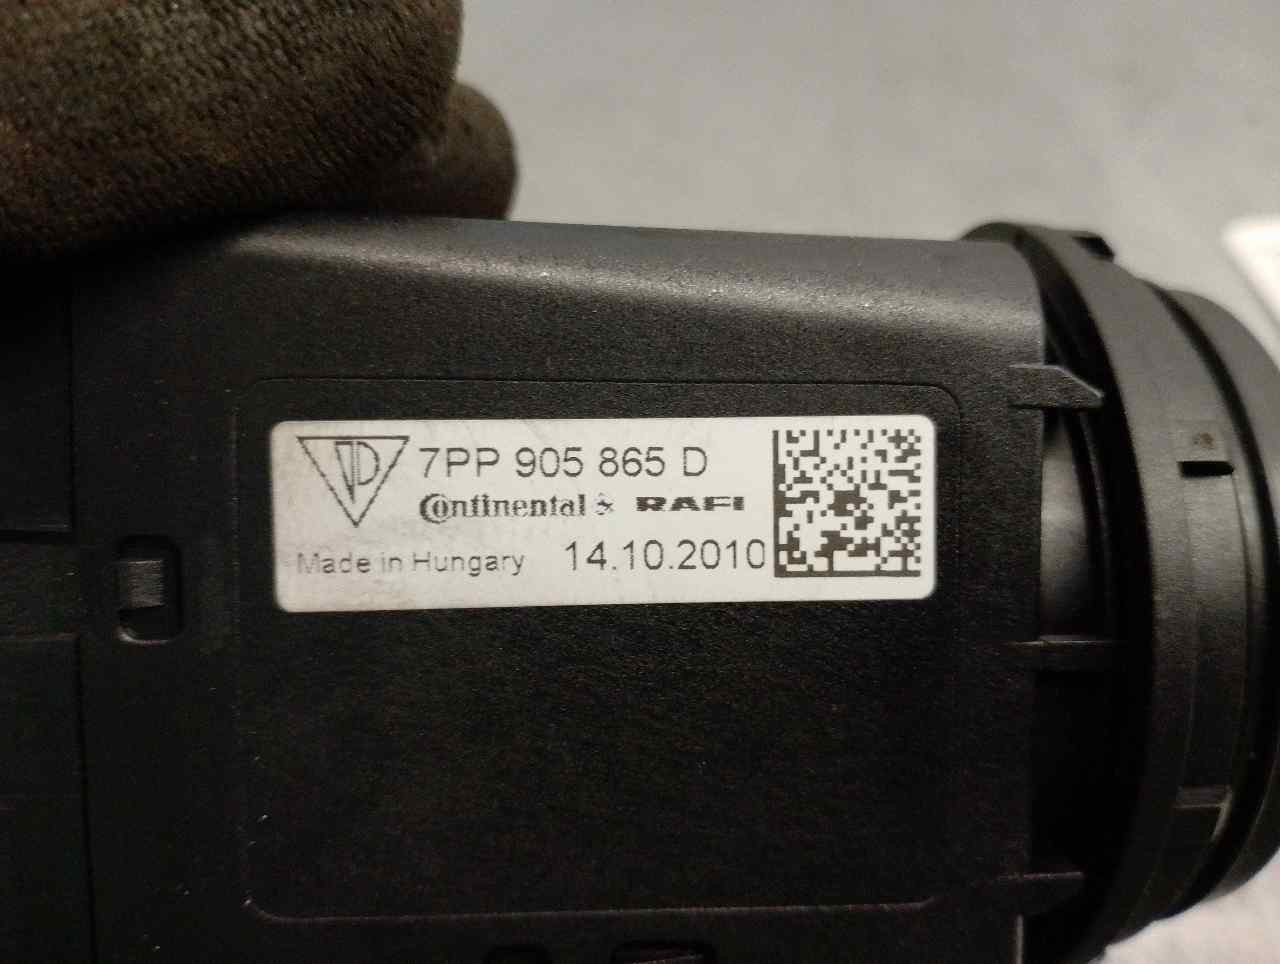 7PP 905 865 D
Continental & RAFI
Made in Hungary 14.10.2010